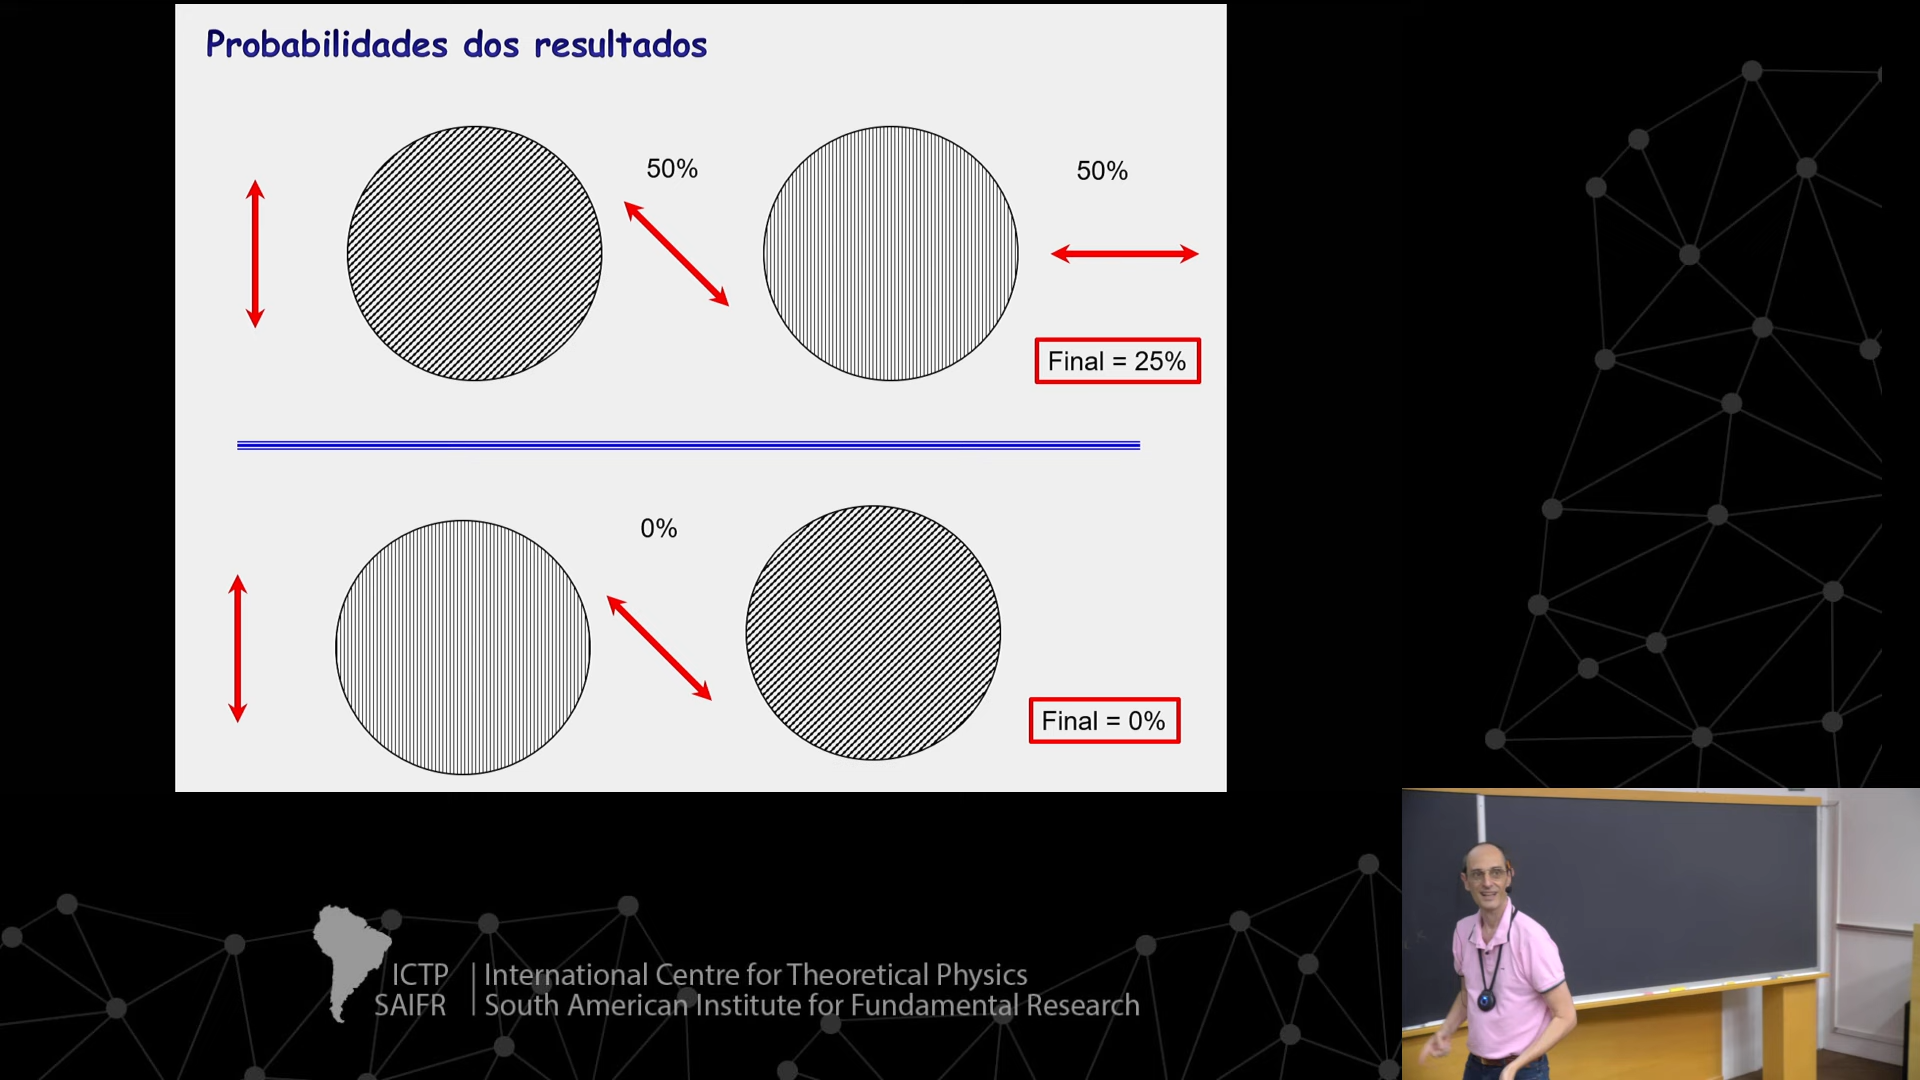 Probabilidades dos resultados
50%
50%
Final = 25%
0%
Final = 0%
ICTP | International Centre for Theoretical Physics
SAIFR | South American Institute for Fundamental Research